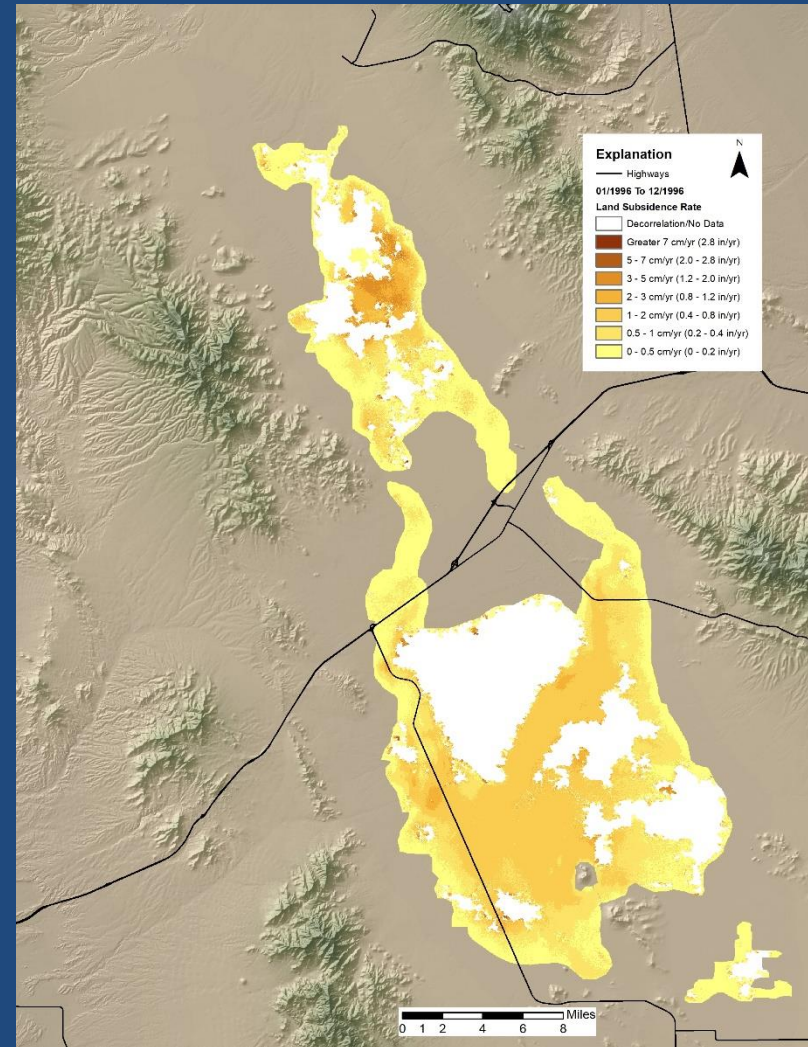 Explanation
N
Highways
01/1996 To 12/1996
Land Subsidence Rate
Decorrelation/No Data
Greater 7 cm/yr (2.8 in/yr)
5 - 7 cm/yr (2.0 - 2.8 in/yr)
3 - 5 cm/yr (1.2 - 2.0 in/yr)
2 - 3 cm/yr (0.8 - 1.2 in/yr)
1 - 2 cm/yr (0.4 - 0.8 in/yr)
0.5 - 1 cm/yr (0.2 - 0.4 in/yr)
0 - 0.5 cm/yr (0 - 0.2 in/yr)
Miles
0 1 2 4 6 8